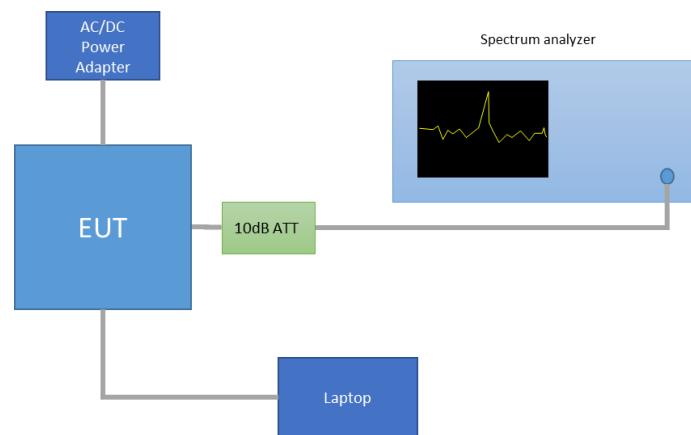 AC/DC
Power
Adapter
Spectrum analyzer
EUT
10dB ATT
Laptop